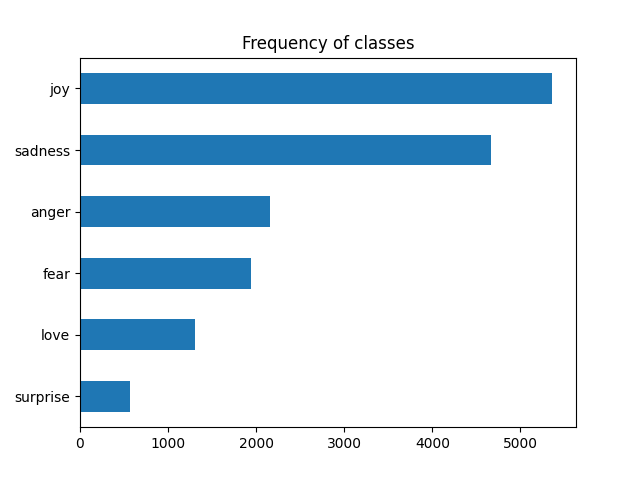 Frequency of classes
joy
sadness
anger
fear
love
surprise
0 1000 2000 3000 4000 5000